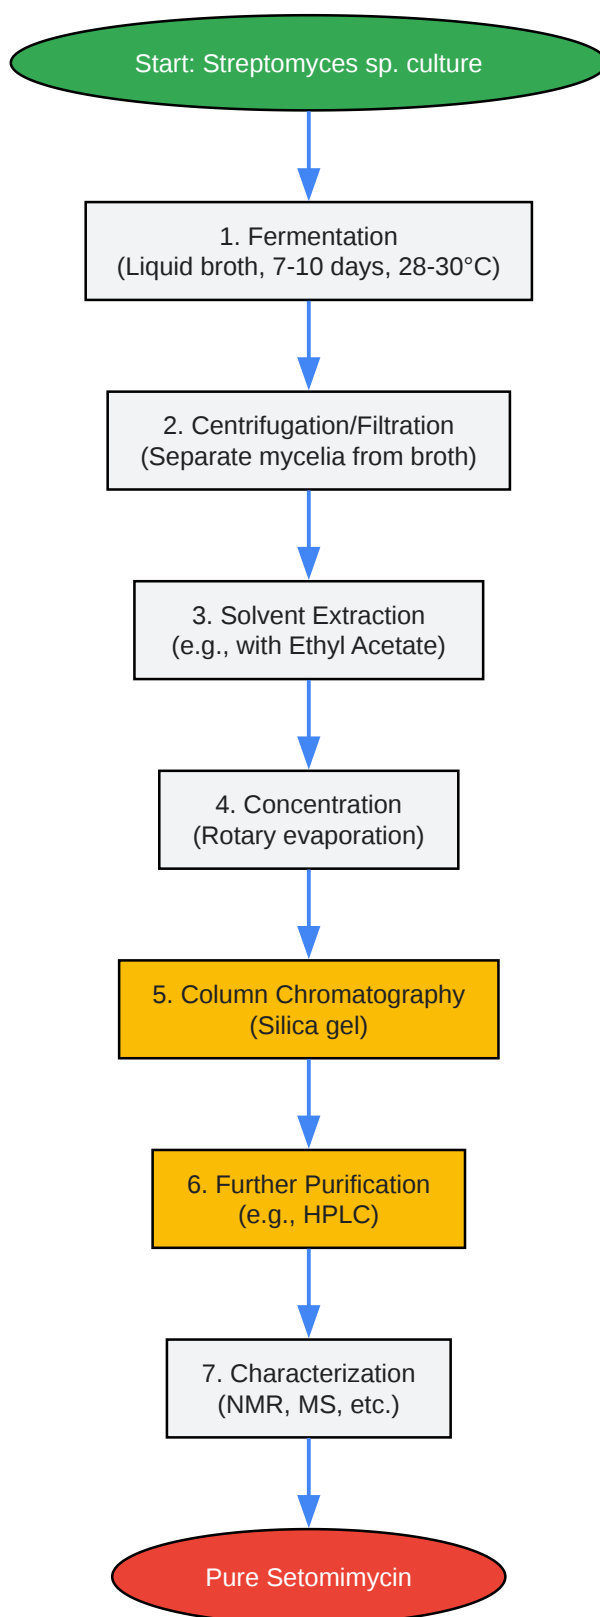 Start: Streptomyces sp. culture
1. Fermentation
(Liquid broth, 7-10 days, 28-30°C)
2. Centrifugation/Filtration
(Separate mycelia from broth)
3. Solvent Extraction
(e.g., with Ethyl Acetate)
4. Concentration
(Rotary evaporation)
5. Column Chromatography
(Silica gel)
6. Further Purification
(e.g., HPLC)
7. Characterization
(NMR, MS, etc.)
Pure Setomimycin